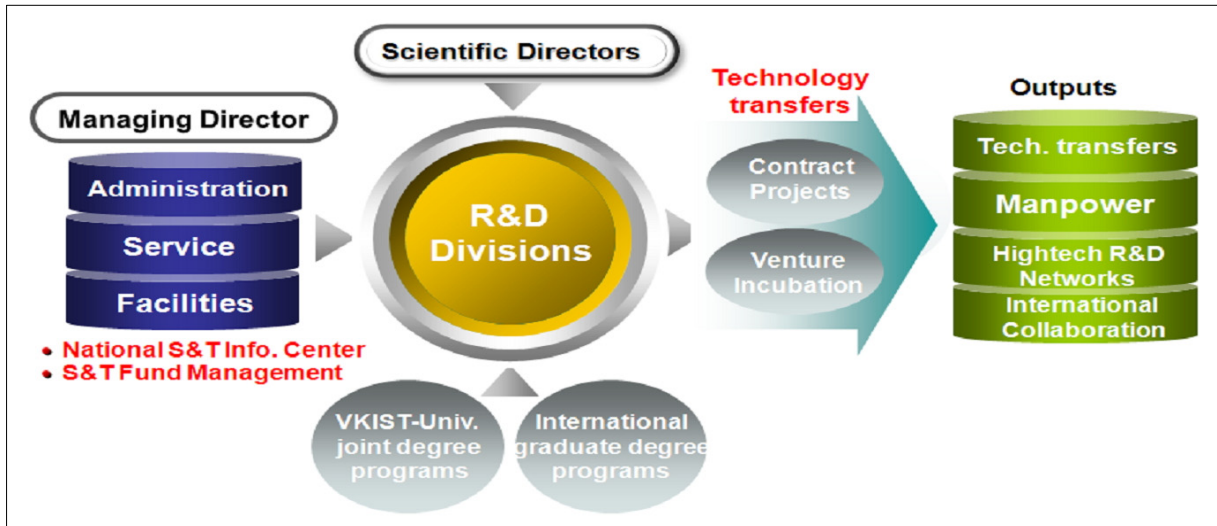 Scientific Directors
Managing Director
Administration
Service
Facilities
• National S&T Info. Center
• S&T Fund Management
R&D
Divisions
VKIST-Univ.
joint degree
programs
International
graduate degree
programs
Technology
transfers
Contract
Projects
Venture
Incubation
Outputs
Tech. transfers
Manpower
Hightech R&D
Networks
International
Collaboration